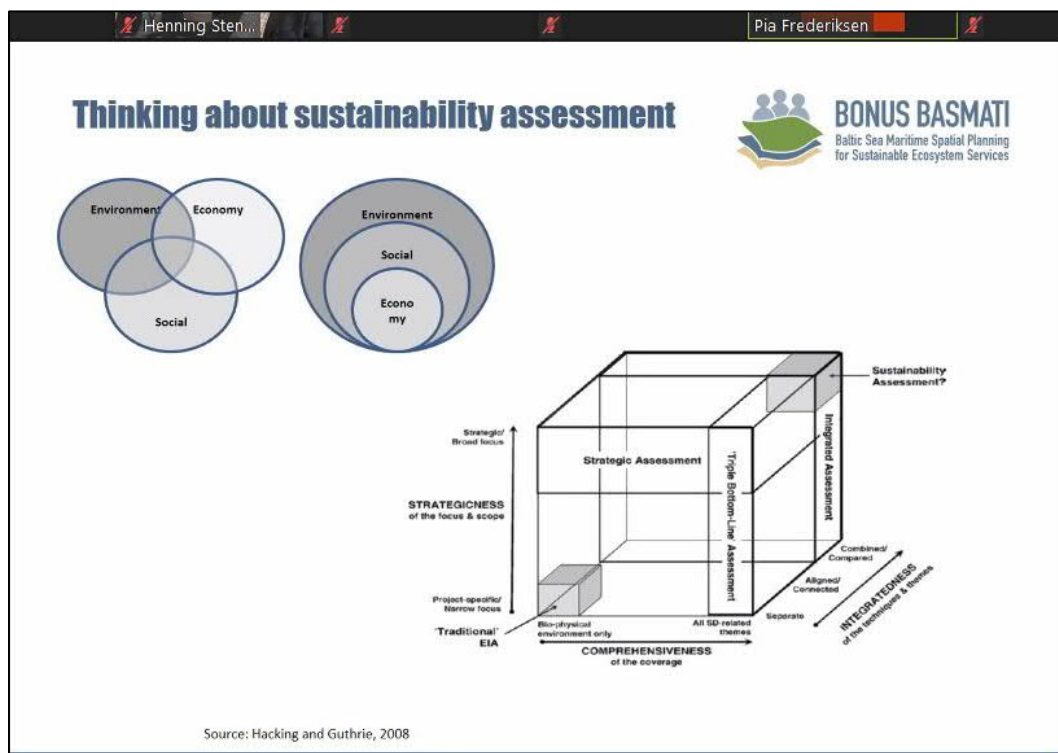 Henning Sten...
Pia Frederiksen
Thinking about sustainability assessment
BONUS BASMATI
Baltic Sea Maritime Spatial Planning
for Sustainable Ecosystem Services
Environment
Economy
Social
Environment
Social
Econo
my
Sustainability
Assessment?
Strategic/
Broad focus
Strategic Assessment
'Triple Bottom-Line' Assessment
Integrated Assessment
STRATEGICNESS
of the focus & scope
Combined/
Compared
Aligned/
Connected
Separate
INTEGRATEDNESS
of the techniques & themes
Project-specific/
Narrow focus
'Traditional'
EIA
Bio-physical
environment only
All SD-related
themes
COMPREHENSIVENESS
of the coverage
Source: Hacking and Guthrie, 2008